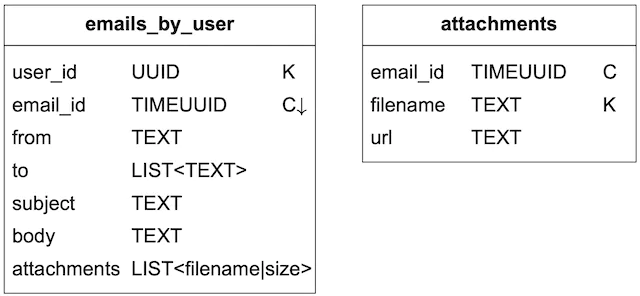 emails_by_user
user_id UUID K
email_id TIMEUUID C↓
from TEXT
to LIST<TEXT>
subject TEXT
body TEXT
attachments LIST<filename|size>
attachments
email_id TIMEUUID C
filename TEXT K
url TEXT